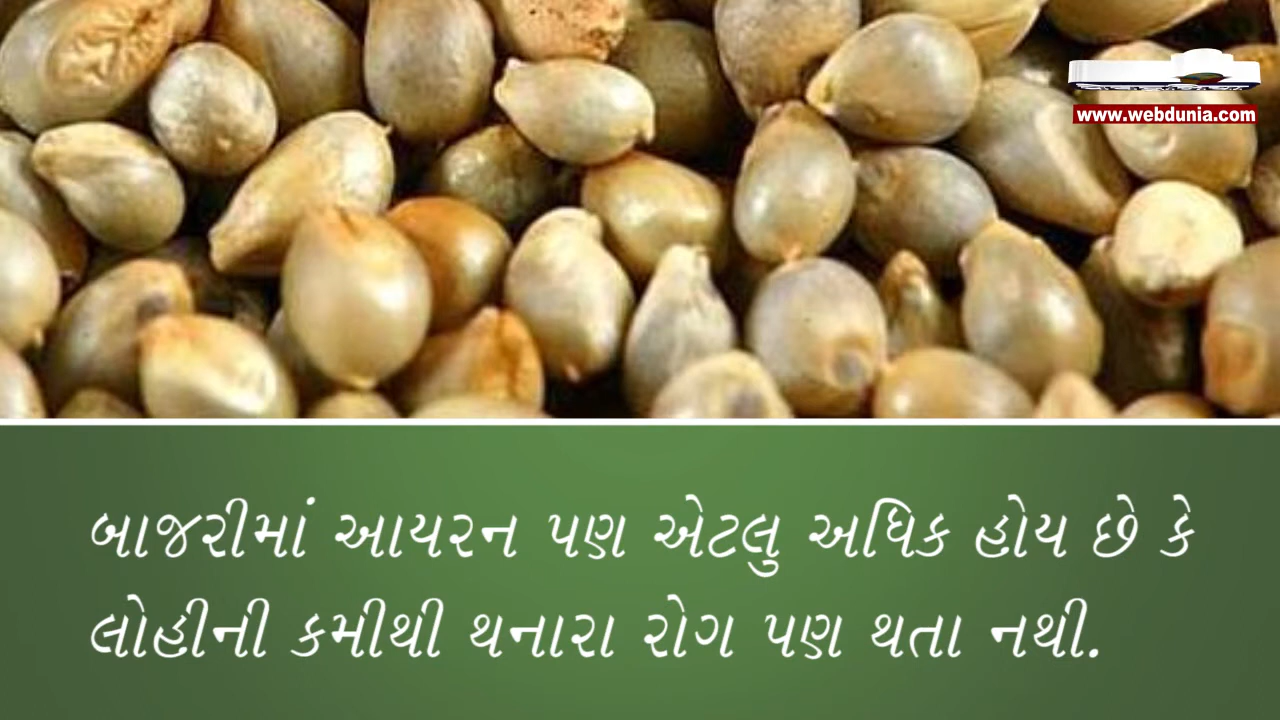 www.webdunia.com
બાજરીમાં આયરન પણ એટલુ અધિક હોય છે કે
લોહીની કમીથી થનારા રોગ પણ થતા નથી.